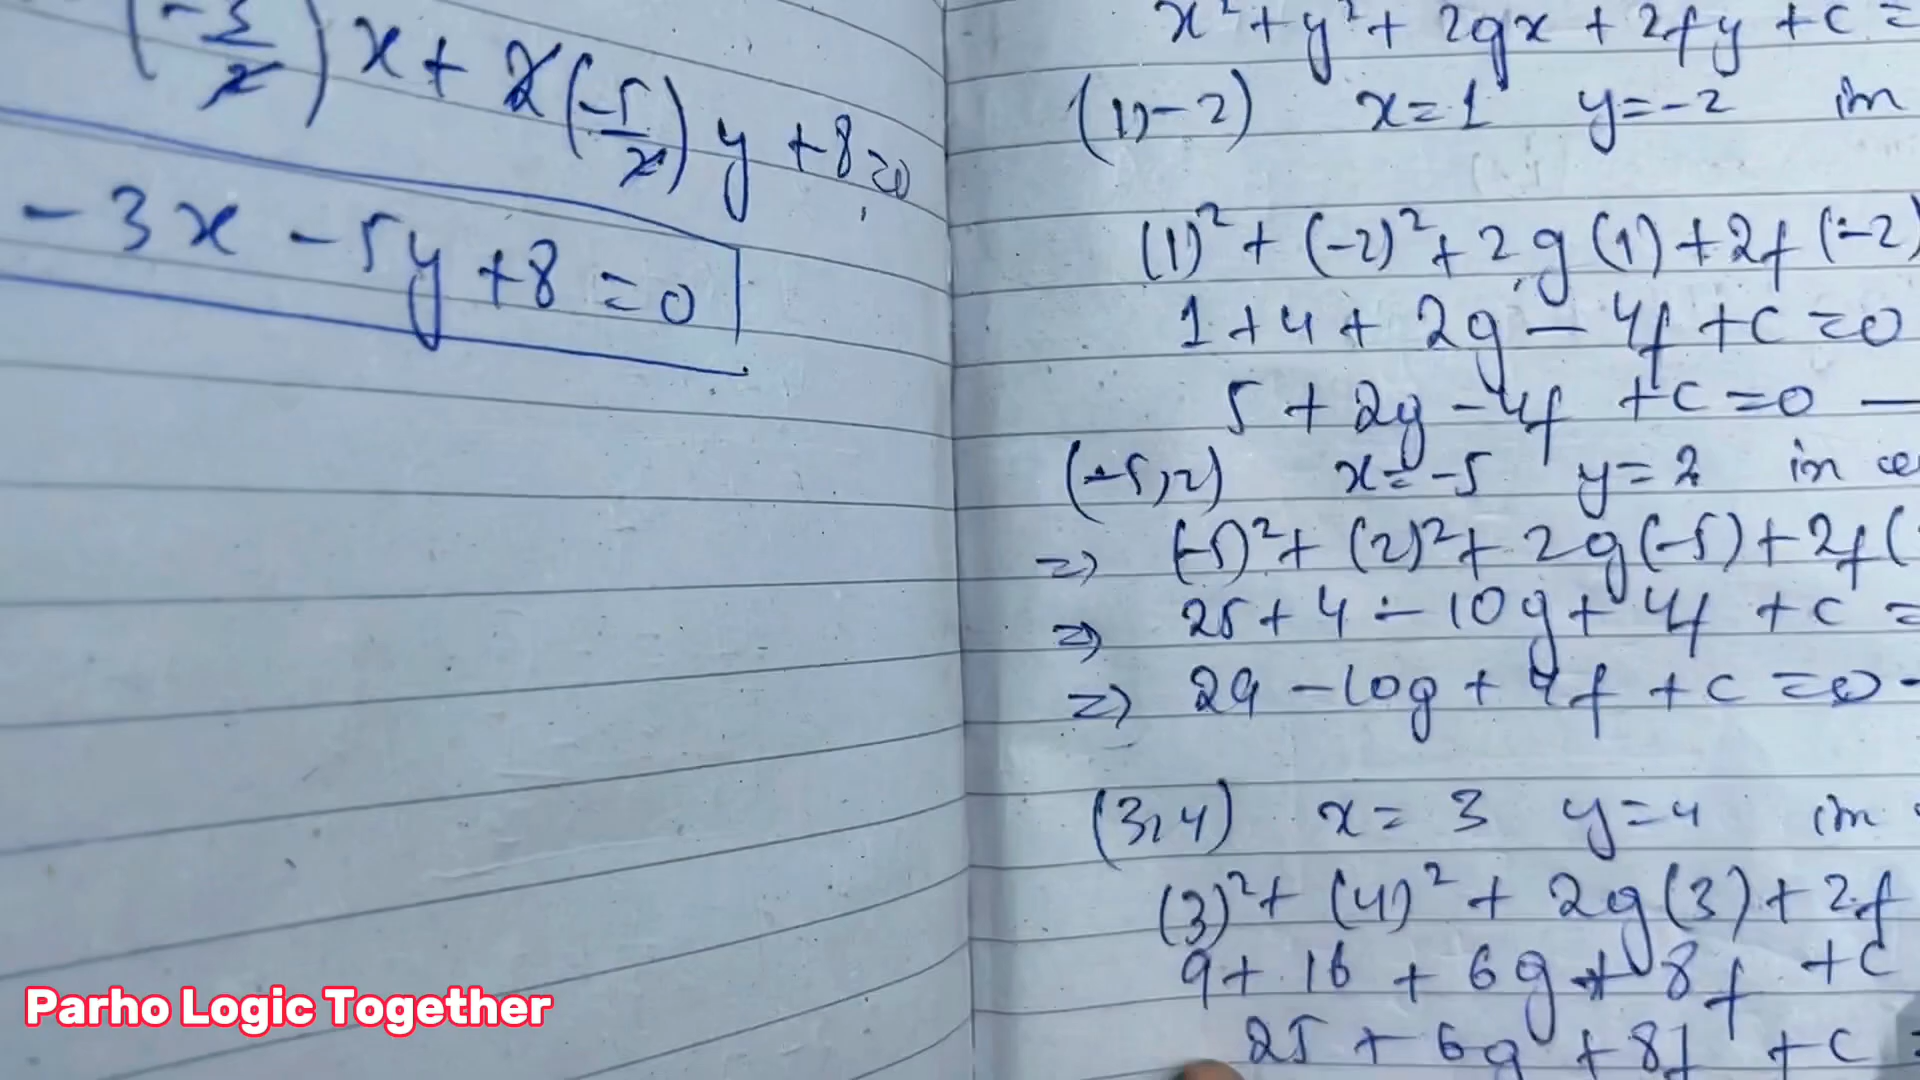 (-3/2)x + 2(-5/2)y +8=0
-3x -5y +8 =0
x²+y²+ 2gx + 2fy +c =
(1,-2) x=1 y=-2 in
(1)²+ (-2)²+2g(1)+2f(-2)
1+4+ 2g - 4f +c =0
5 + 2g -4f +c =0 —
(-5,2) x=-5 y=2 in
=> (-5)²+ (2)²+ 2g(-5)+2f(
=> 25+4 - 10g+ 4f +c =
=> 29 -10g + 4f +c =0 -
(3,4) x= 3 y=4 in
(3)²+ (4)² + 2g(3)+ 2f
9+ 16 + 6g + 8f +c
25 + 6g + 8f +c =
Parho Logic Together